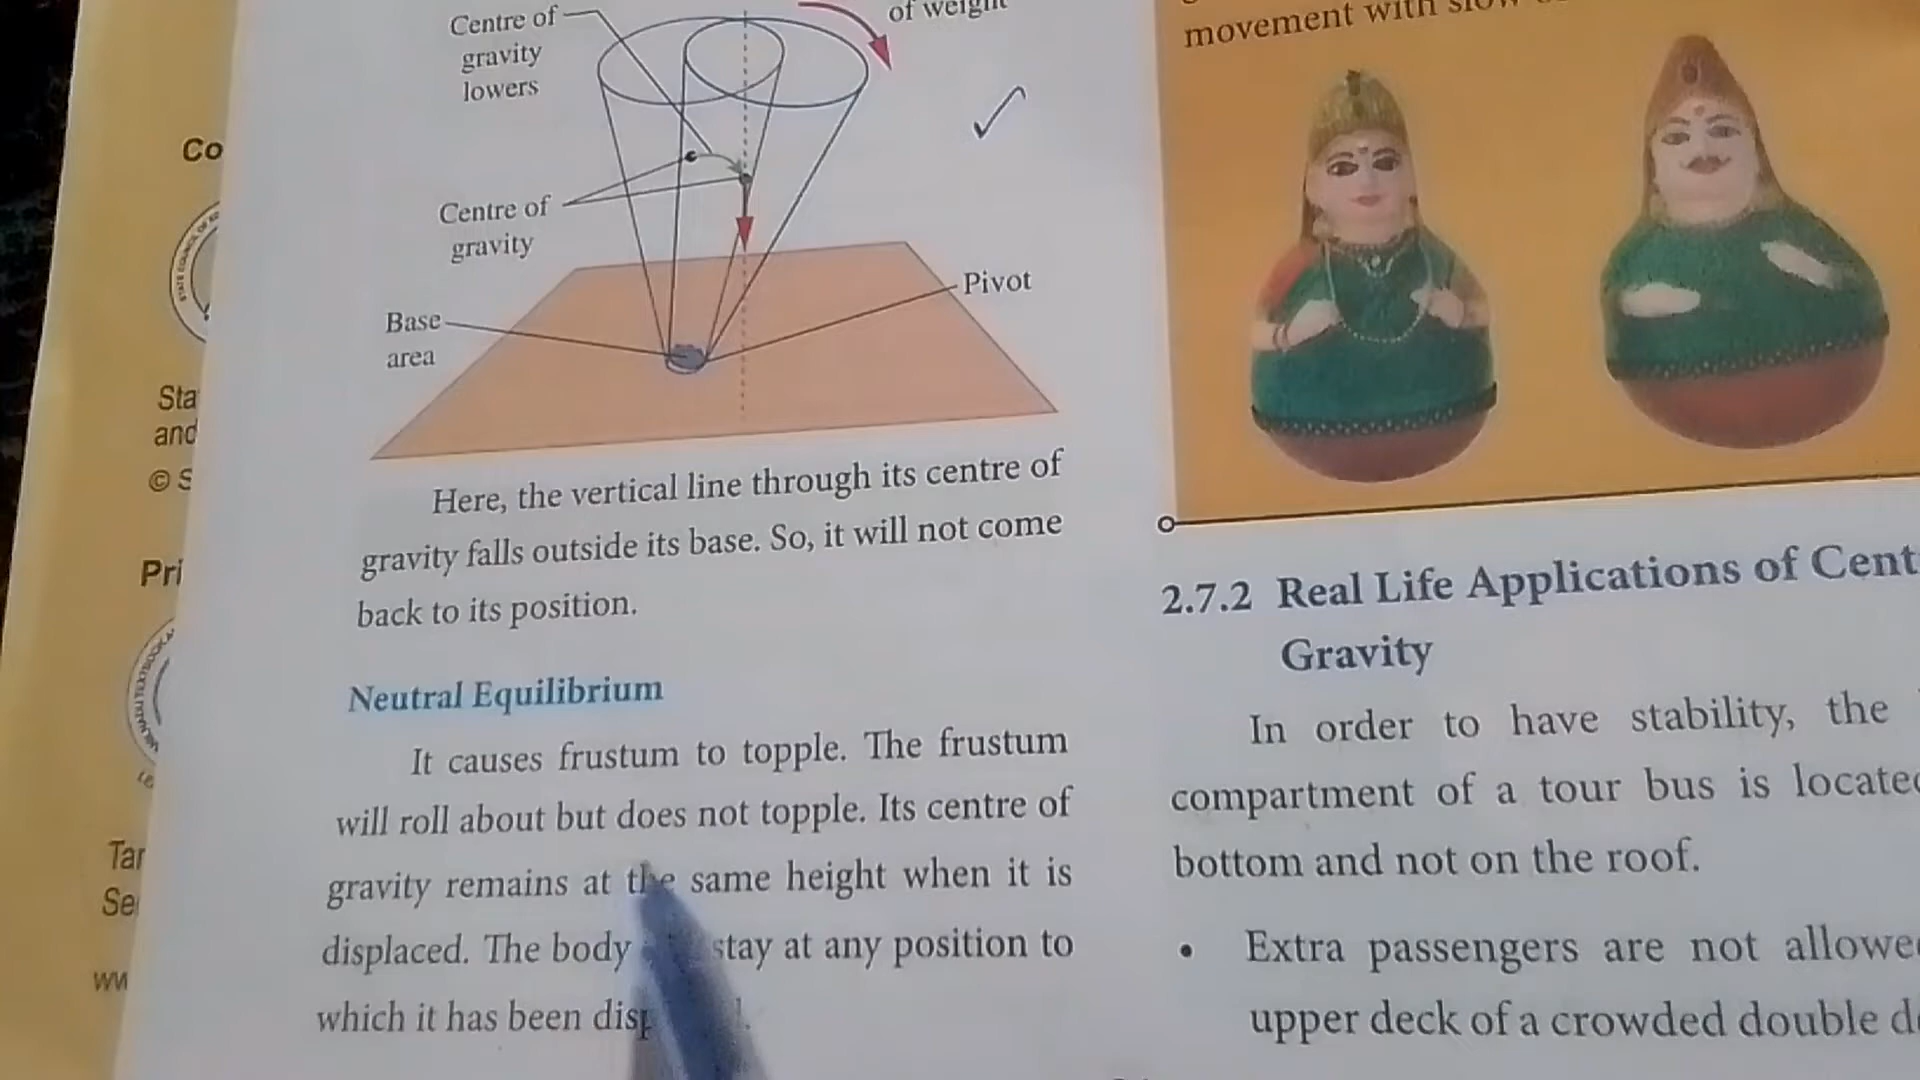 Co
Sta
and
© S
Pri
Tar
Se
Centre of
gravity
lowers
of weight
Centre of
gravity
Pivot
Base
area
Here, the vertical line through its centre of
gravity falls outside its base. So, it will not come
back to its position.
Neutral Equilibrium
It causes frustum to topple. The frustum
will roll about but does not topple. Its centre of
gravity remains at the same height when it is
displaced. The body stay at any position to
which it has been
movement with
2.7.2 Real Life Applications of Cent
Gravity
In order to have stability, the
compartment of a tour bus is located
bottom and not on the roof.
• Extra passengers are not allowe
upper deck of a crowded double d